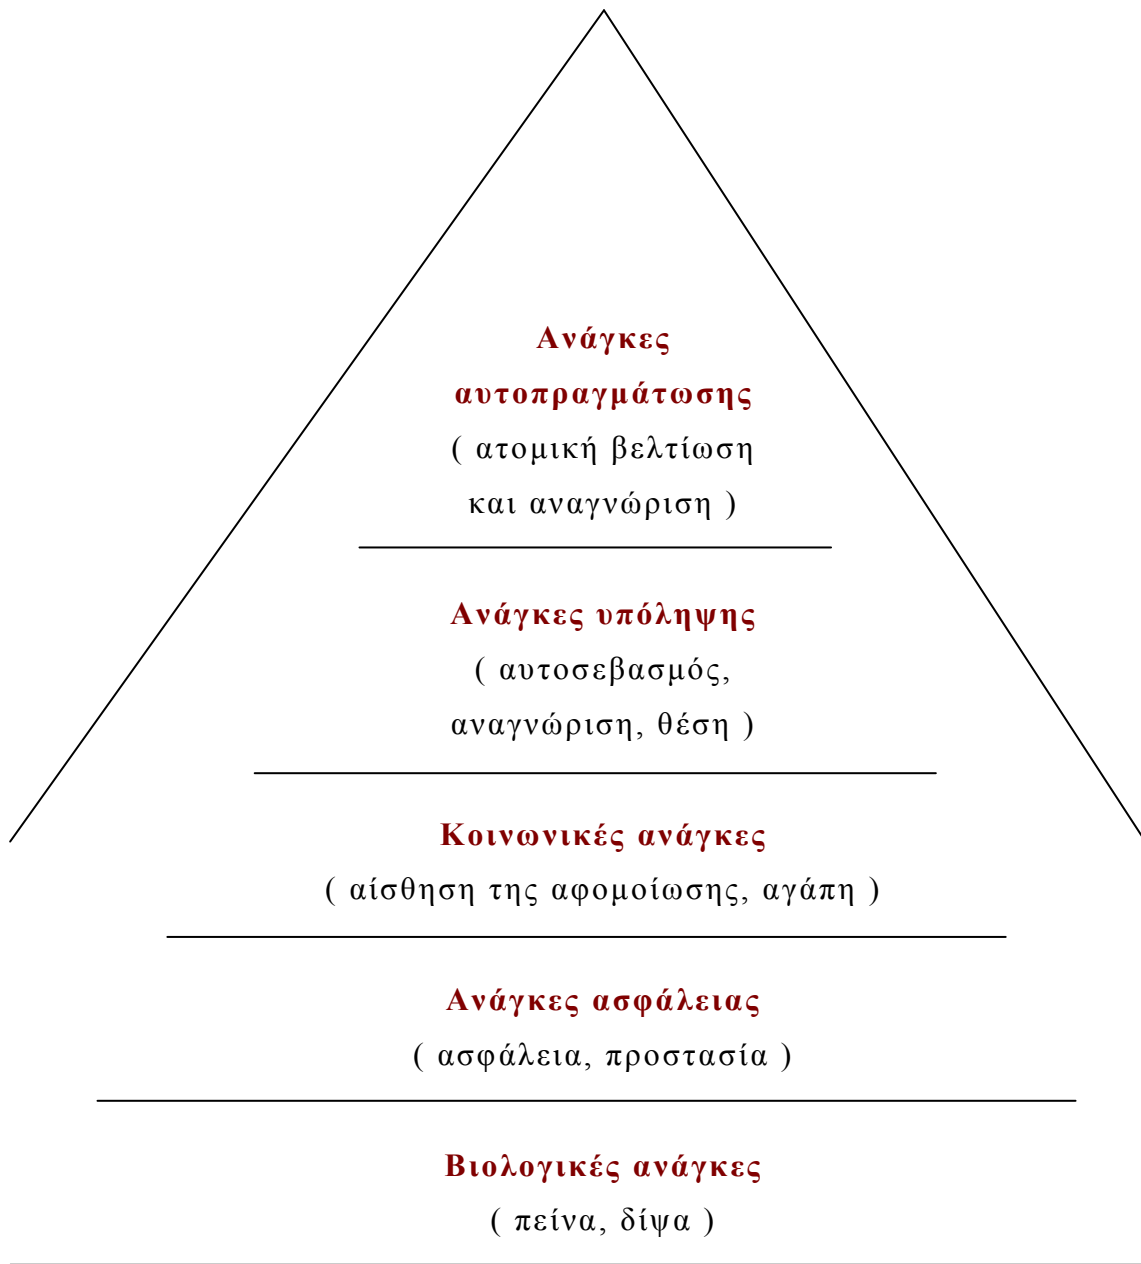 Ανάγκες
αυτοπραγμάτωσης
( ατομική βελτίωση
και αναγνώριση )
Ανάγκες υπόληψης
( αυτοσεβασμός,
αναγνώριση, θέση )
Κοινωνικές ανάγκες
( αίσθηση της αφομοίωσης, αγάπη )
Ανάγκες ασφάλειας
( ασφάλεια, προστασία )
Βιολογικές ανάγκες
( πείνα, δίψα )